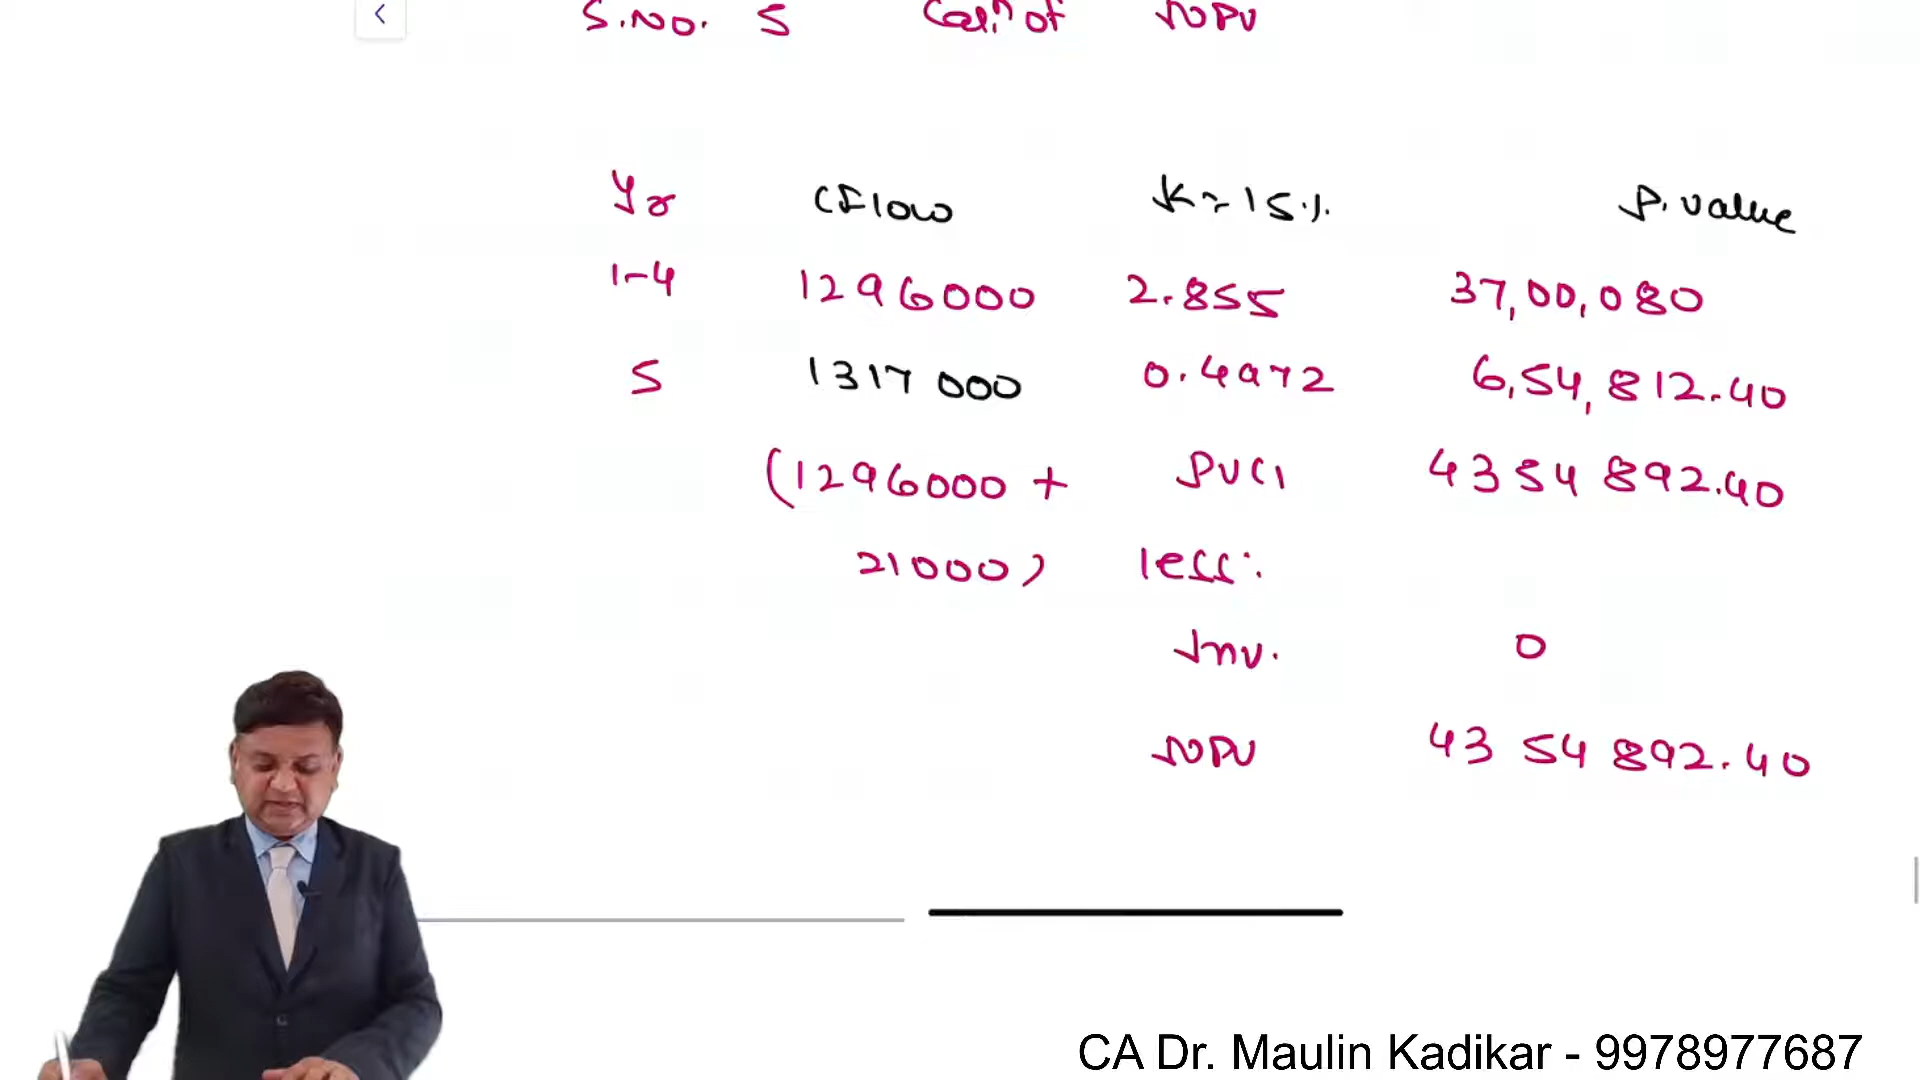 S.No. 5 Cal.n of NPV
Yr CFlow K = 15%. P. value
1-4 1296000 2.855 37,00,080
5 1317000 0.4972 6,54,812.40
(1296000 + PVCI 4354892.40
21000) less:
Inv. 0
NPV 4354892.40
CA Dr. Maulin Kadikar - 9978977687